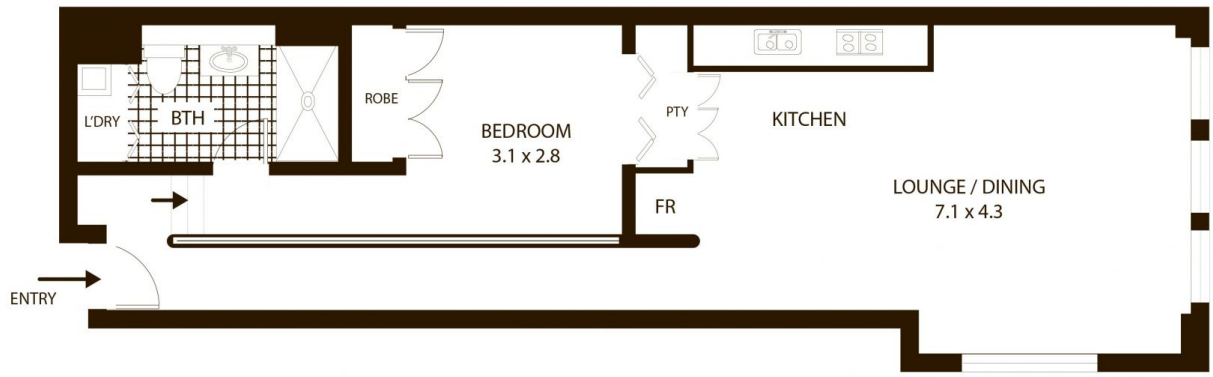 L'DRY
BTH
ROBE
BEDROOM
3.1 x 2.8
PTY
KITCHEN
FR
LOUNGE / DINING
7.1 x 4.3
ENTRY